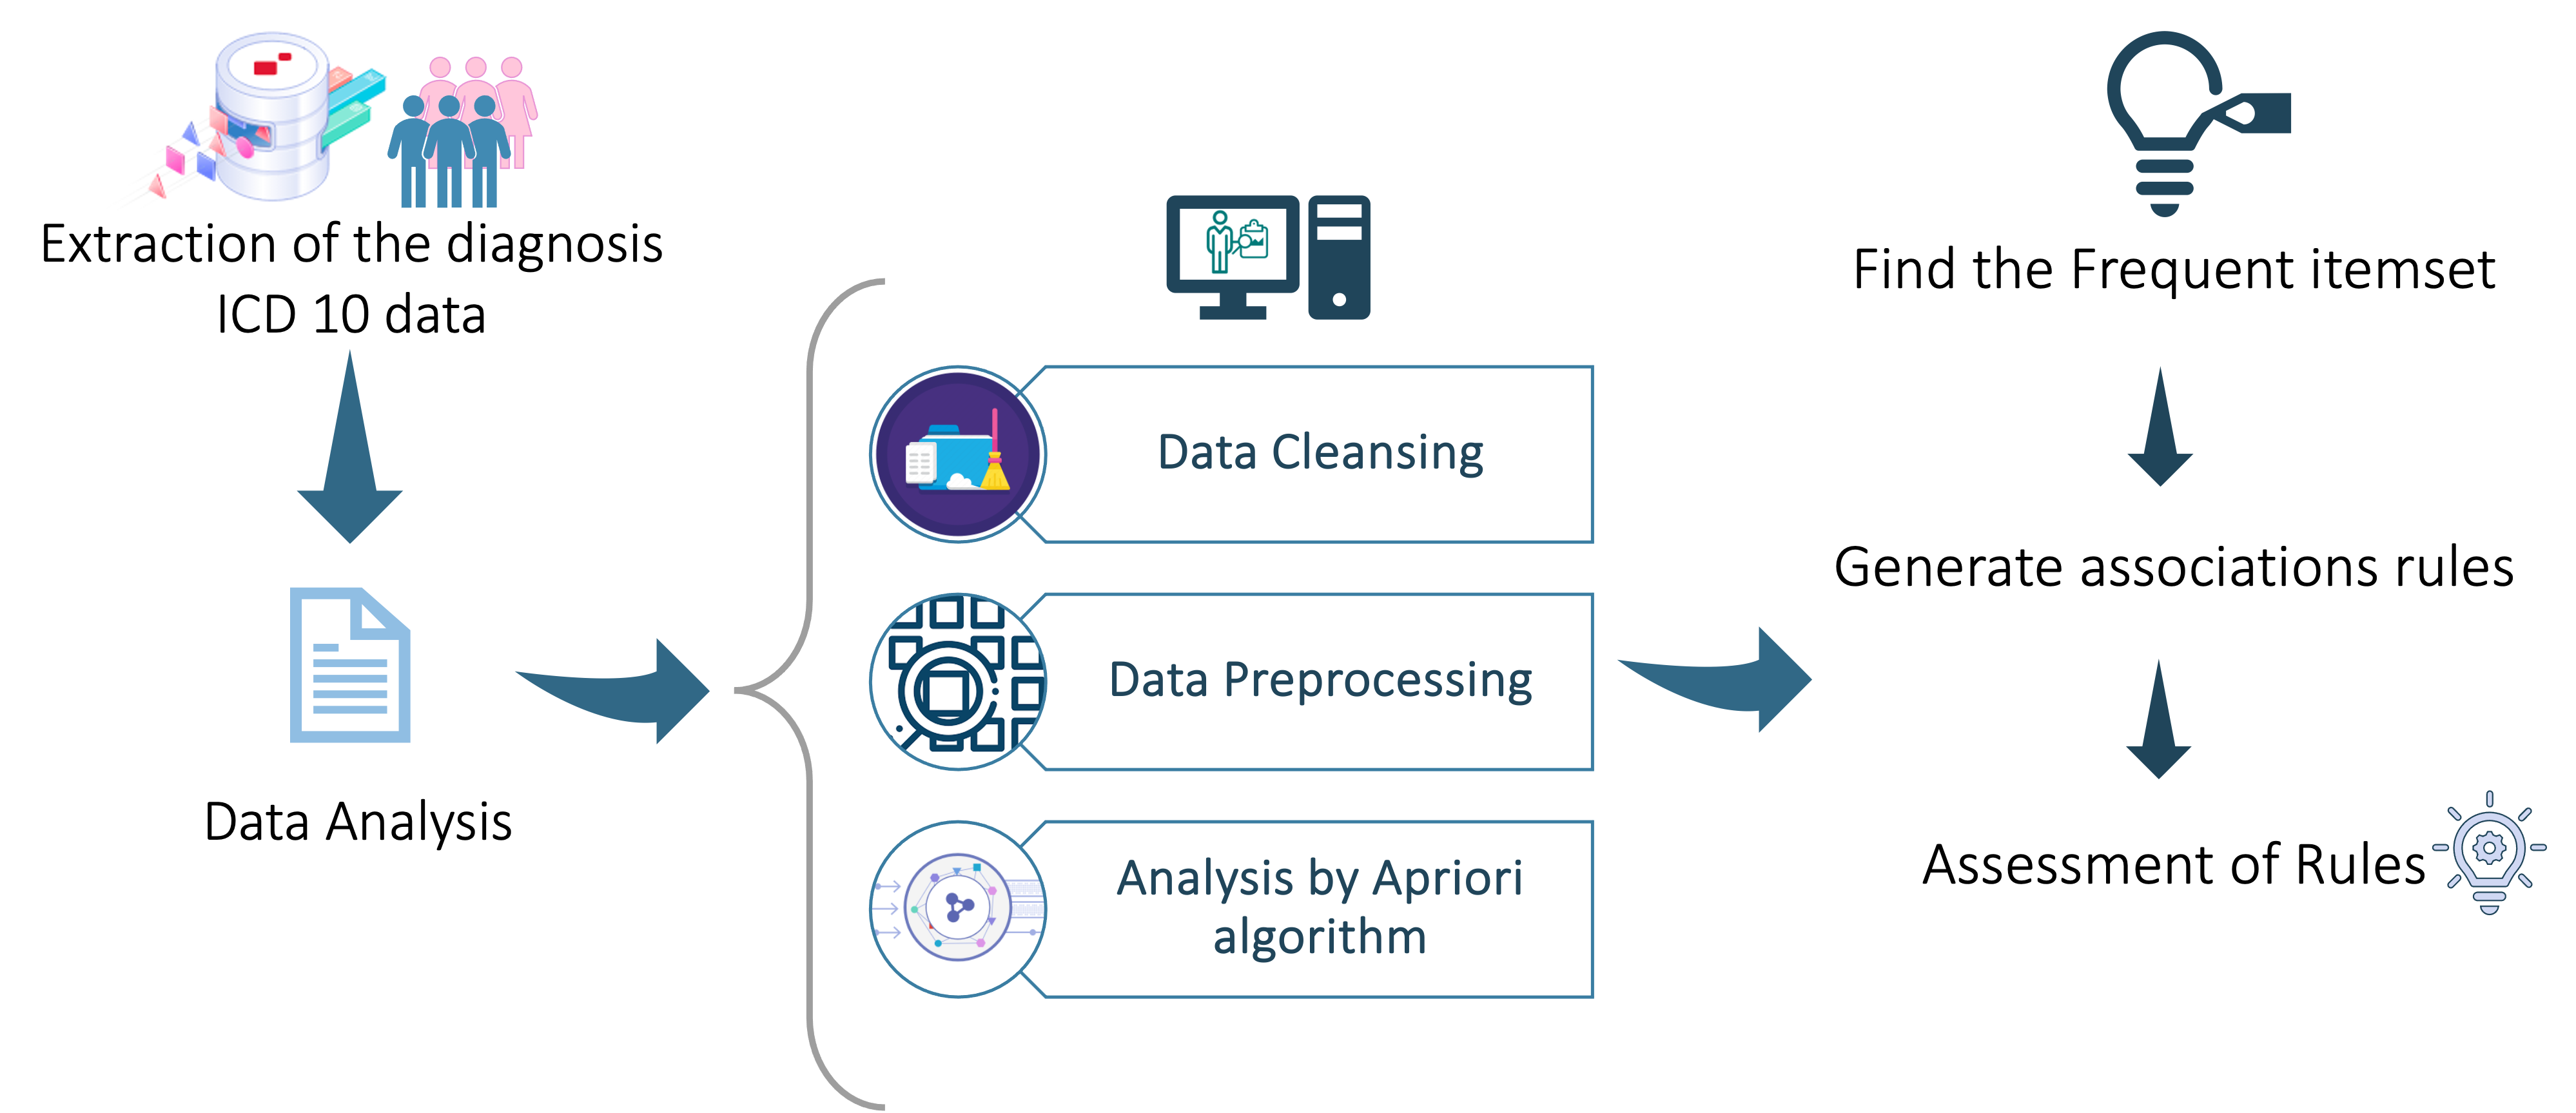 Extraction of the diagnosis
ICD 10 data
Data Analysis
Data Cleansing
Data Preprocessing
Analysis by Apriori
algorithm
Find the Frequent itemset
Generate associations rules
Assessment of Rules